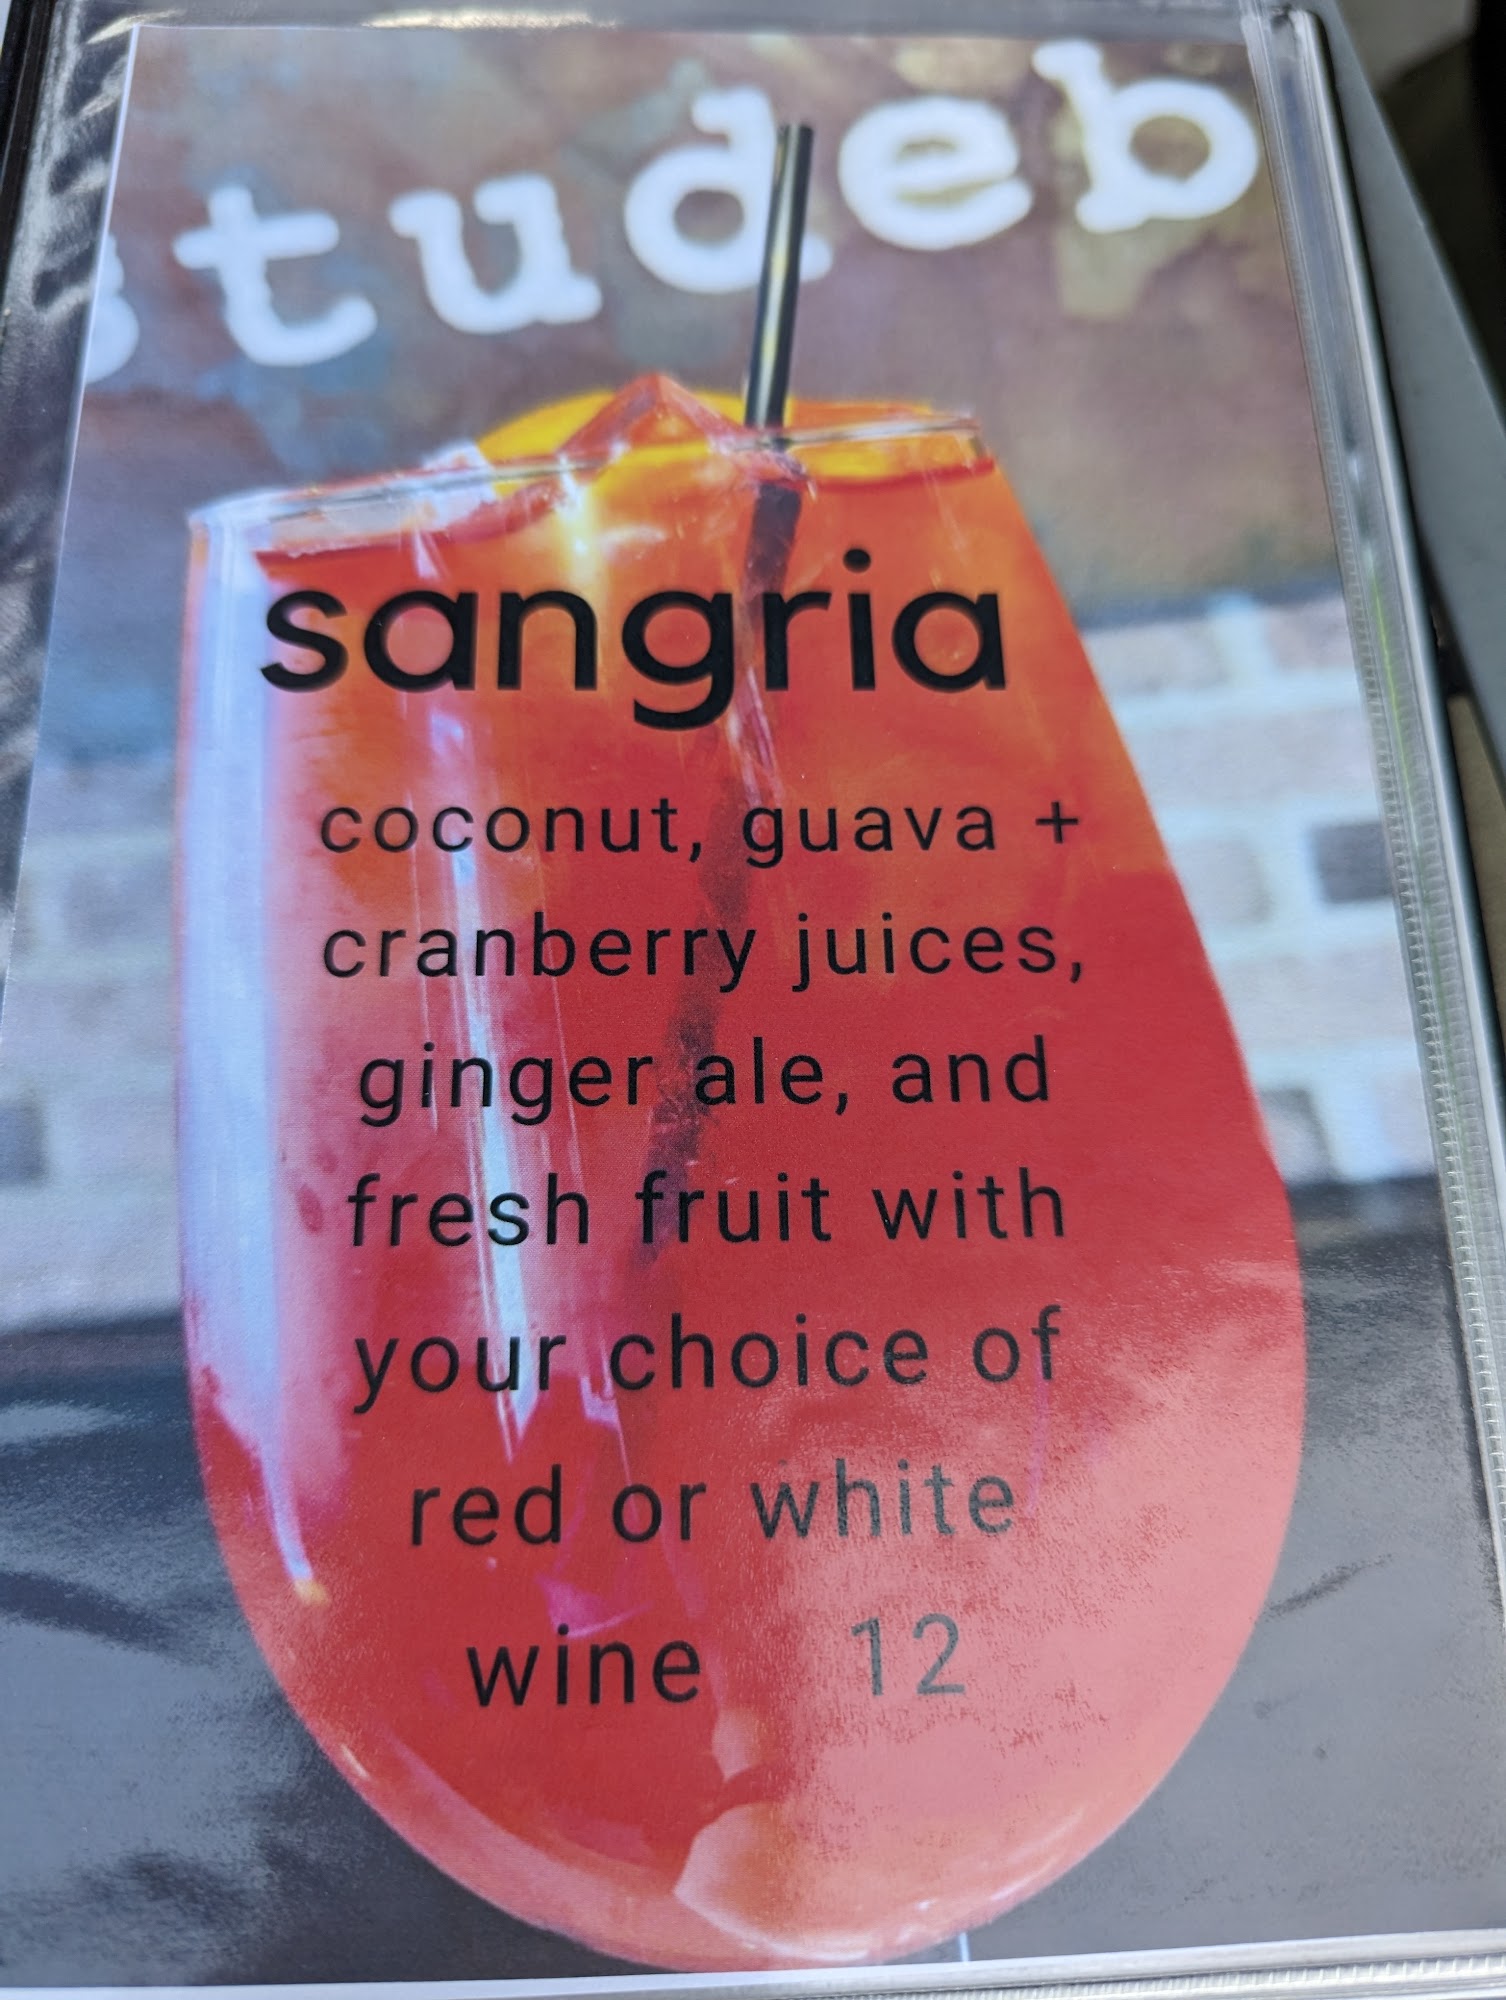 studeb
sangria
coconut, guava +
cranberry juices,
ginger ale, and
fresh fruit with
your choice of
red or white
wine 12